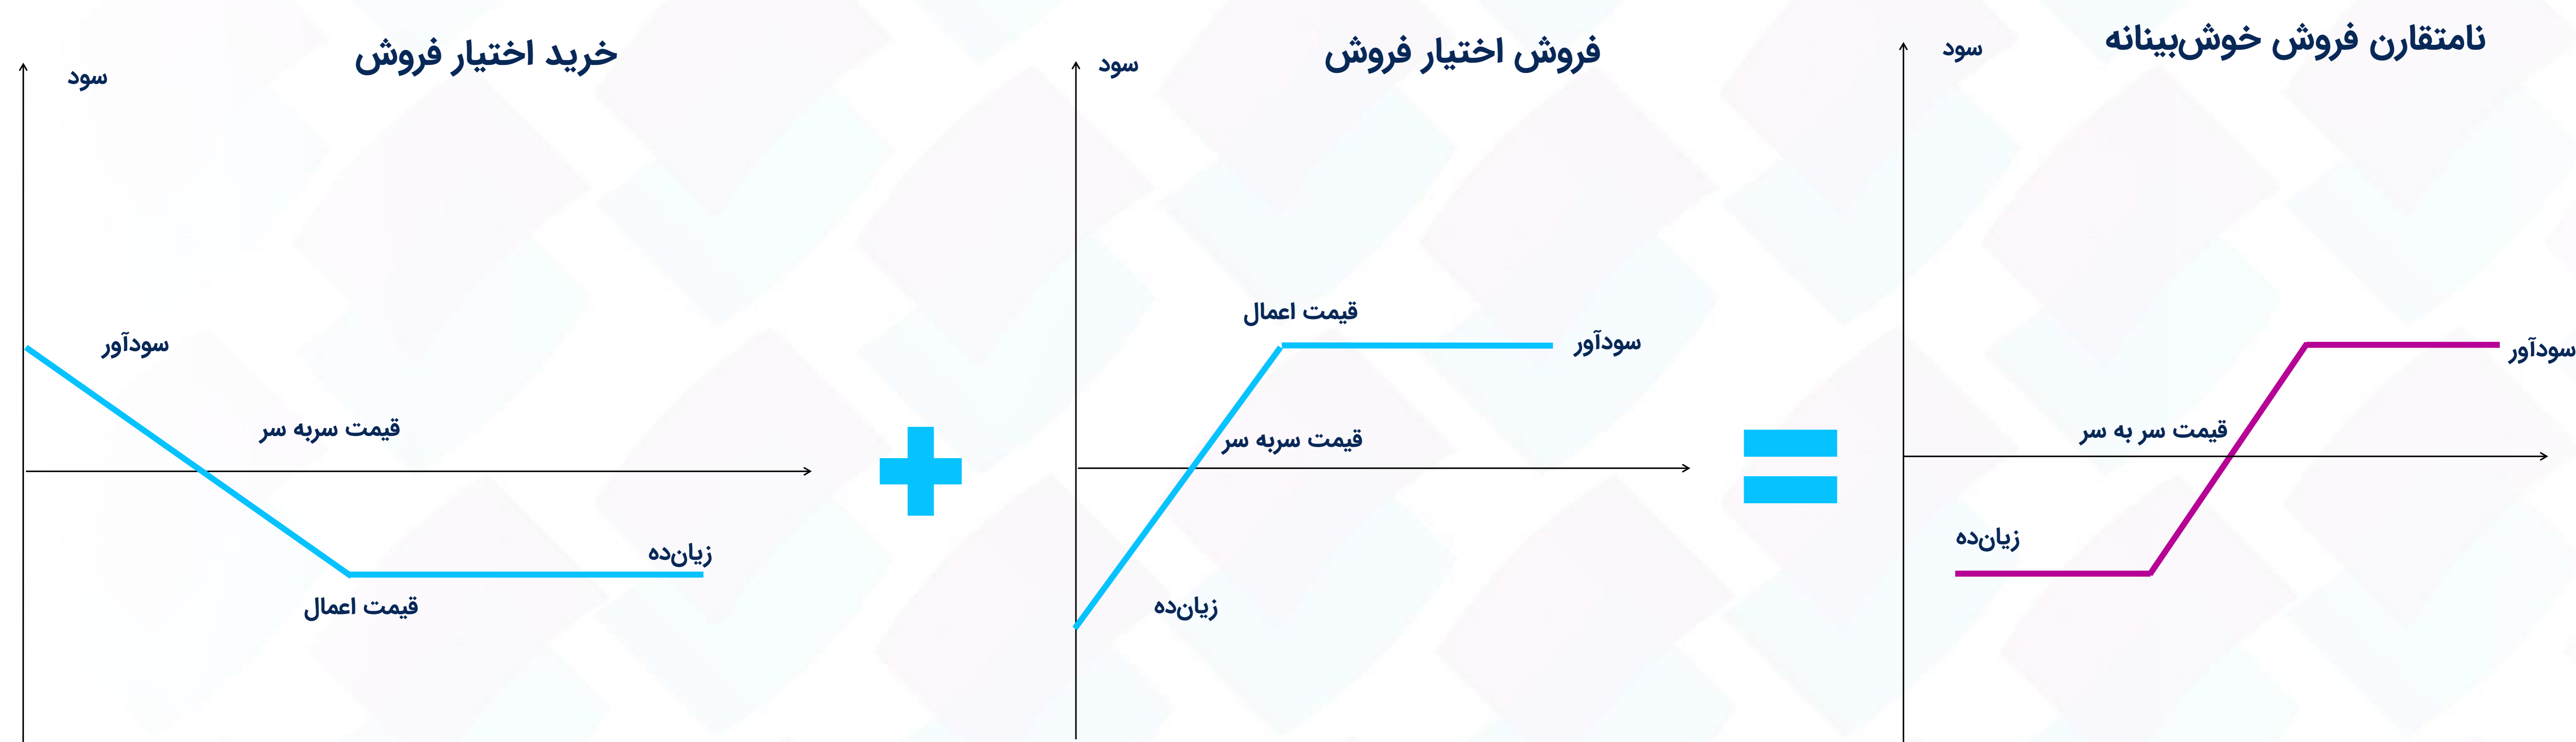 خرید اختیار فروش
سود
سودآور
قیمت سربه سر
زیان‌ده
قیمت اعمال
فروش اختیار فروش
سود
قیمت اعمال
سودآور
قیمت سربه سر
زیان‌ده
نامتقارن فروش خوش‌بینانه
سود
سودآور
قیمت سر به سر
زیان‌ده